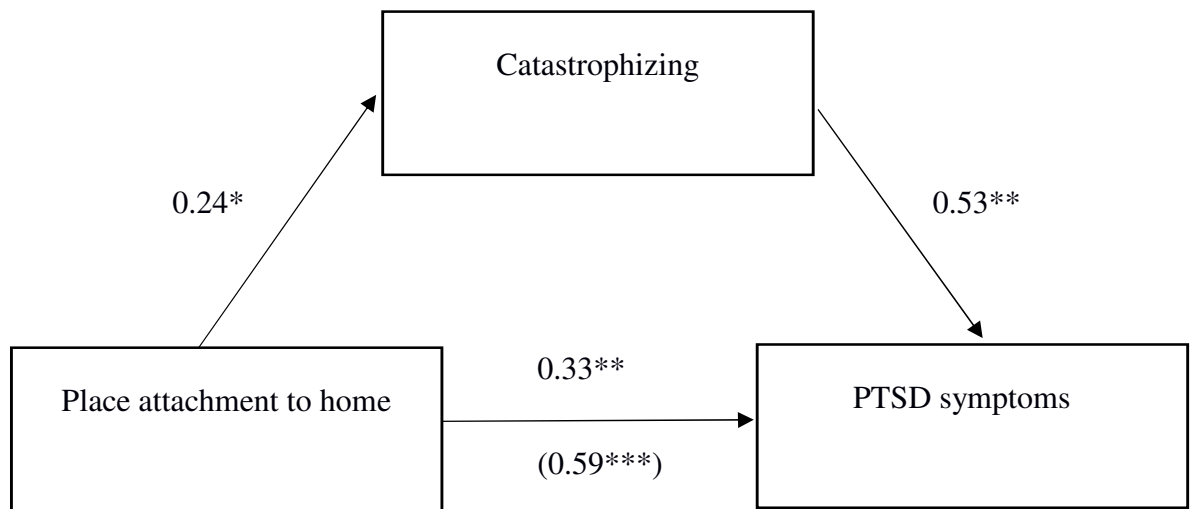 Catastrophizing
0.24*
0.53**
0.33**
Place attachment to home
PTSD symptoms
(0.59***)